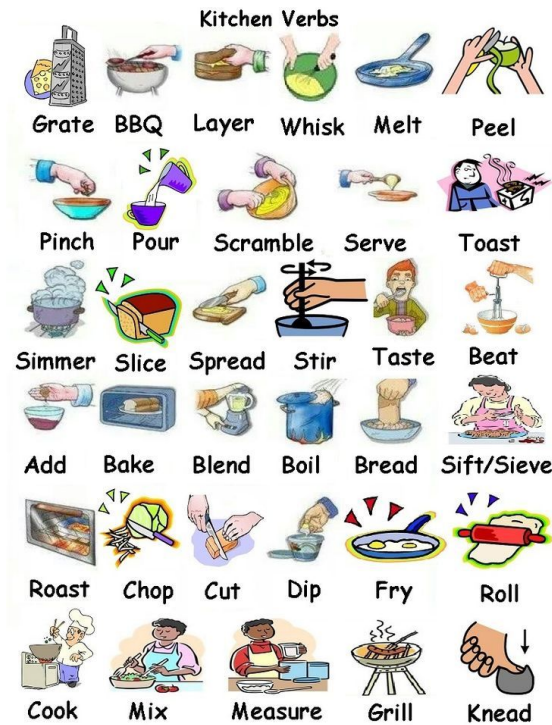 Kitchen Verbs
Grate BBQ Layer Whisk Melt Peel
Pinch Pour Scramble Serve Toast
Simmer Slice Spread Stir Taste Beat
Add Bake Blend Boil Bread Sift/Sieve
Roast Chop Cut Dip Fry Roll
Cook Mix Measure Grill Knead